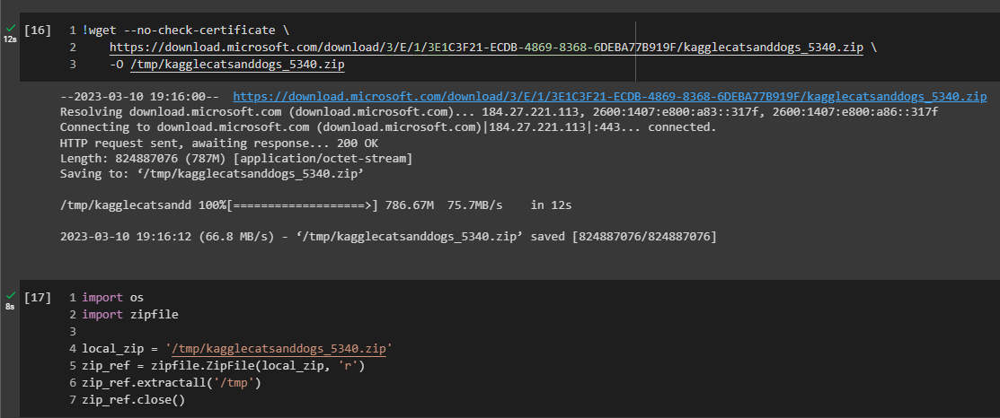 [16] 1 !wget --no-check-certificate \
12s 2 https://download.microsoft.com/download/3/E/1/3E1C3F21-ECDB-4869-8368-6DEBA77B919F/kagglecatsanddogs_5340.zip \
3 -O /tmp/kagglecatsanddogs_5340.zip
--2023-03-10 19:16:00-- https://download.microsoft.com/download/3/E/1/3E1C3F21-ECDB-4869-8368-6DEBA77B919F/kagglecatsanddogs_5340.zip
Resolving download.microsoft.com (download.microsoft.com)... 184.27.221.113, 2600:1407:e800:a83::317f, 2600:1407:e800:a86::317f
Connecting to download.microsoft.com (download.microsoft.com)|184.27.221.113|:443... connected.
HTTP request sent, awaiting response... 200 OK
Length: 824887076 (787M) [application/octet-stream]
Saving to: ‘/tmp/kagglecatsanddogs_5340.zip’
/tmp/kagglecatsandd 100%[===================>] 786.67M 75.7MB/s in 12s
2023-03-10 19:16:12 (66.8 MB/s) - ‘/tmp/kagglecatsanddogs_5340.zip’ saved [824887076/824887076]
[17] 1 import os
8s 2 import zipfile
3
4 local_zip = '/tmp/kagglecatsanddogs_5340.zip'
5 zip_ref = zipfile.ZipFile(local_zip, 'r')
6 zip_ref.extractall('/tmp')
7 zip_ref.close()